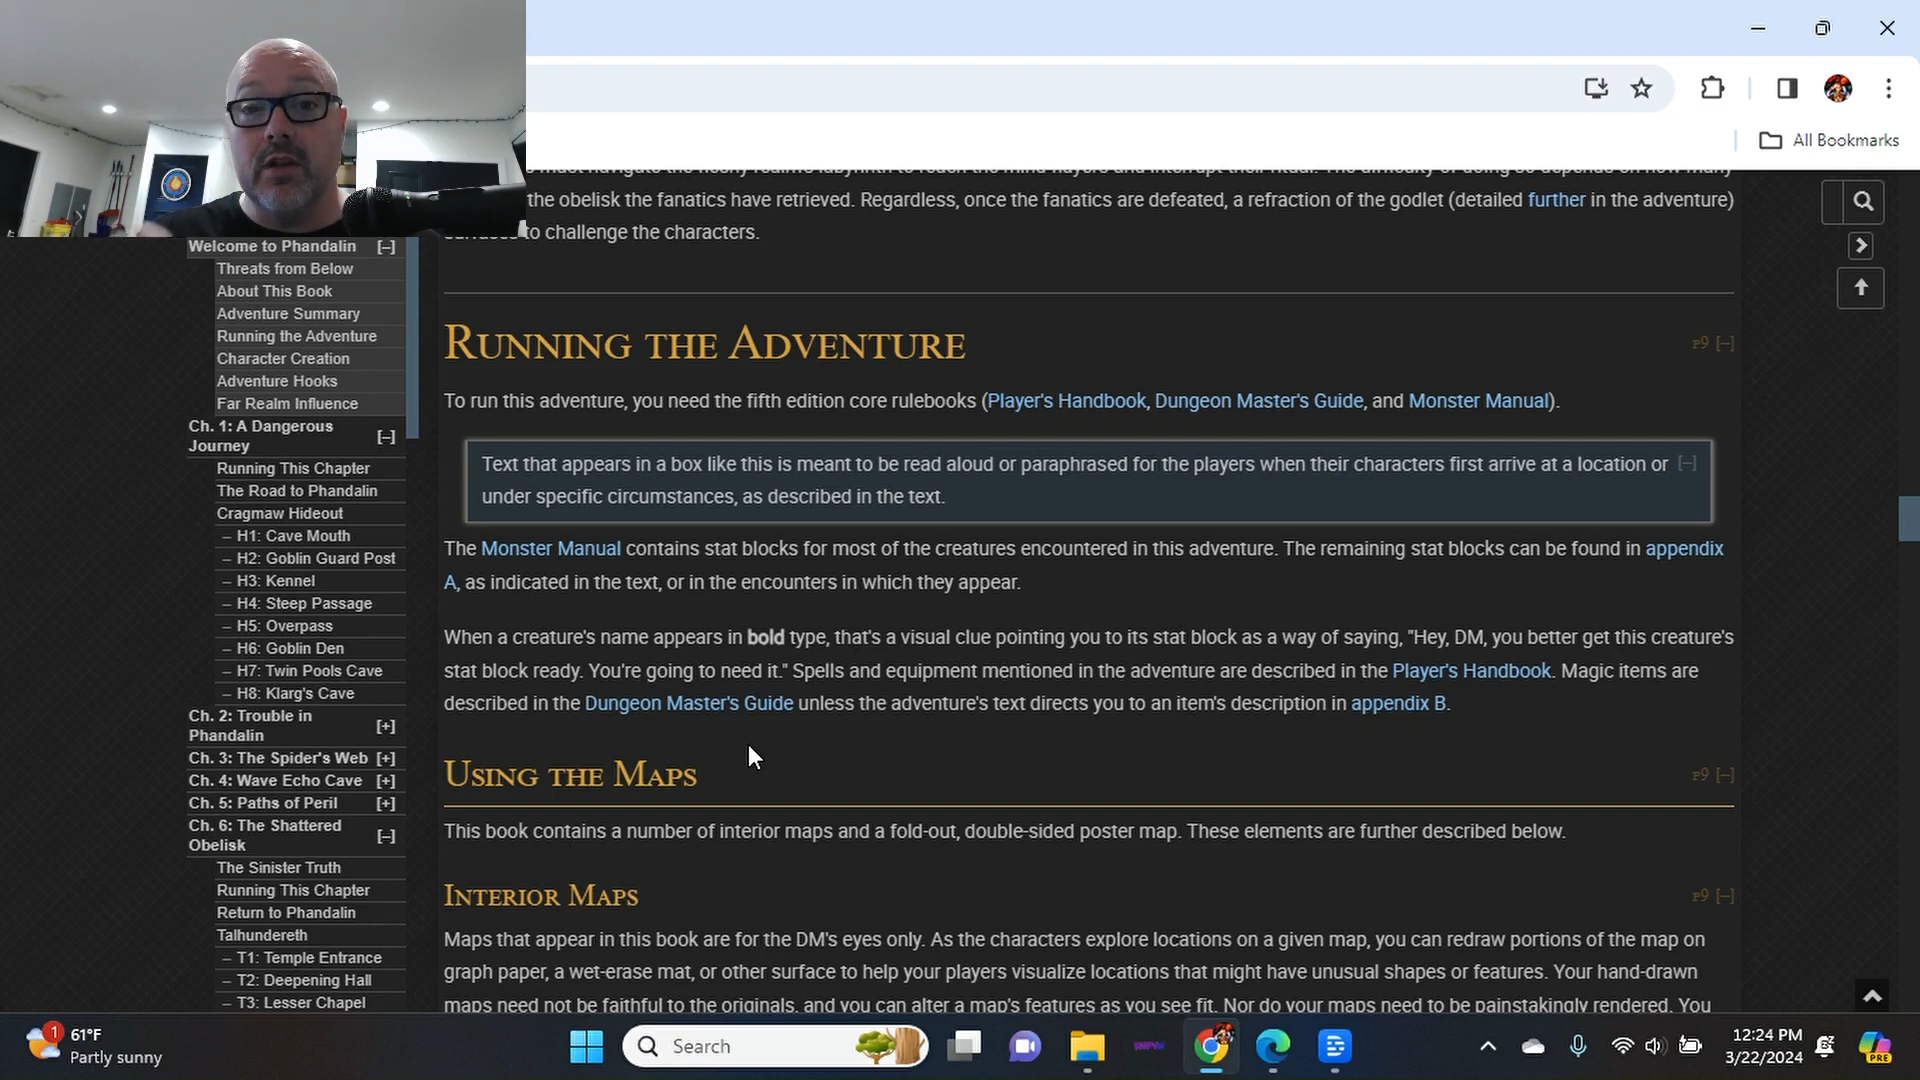 All Bookmarks
the obelisk the fanatics have retrieved. Regardless, once the fanatics are defeated, a refraction of the godlet (detailed further in the adventure)
to challenge the characters.
Welcome to Phandalin [–]
Threats from Below
About This Book
Adventure Summary
Running the Adventure
Character Creation
Adventure Hooks
Far Realm Influence
Ch. 1: A Dangerous
Journey [–]
Running This Chapter
The Road to Phandalin
Cragmaw Hideout
– H1: Cave Mouth
– H2: Goblin Guard Post
– H3: Kennel
– H4: Steep Passage
– H5: Overpass
– H6: Goblin Den
– H7: Twin Pools Cave
– H8: Klarg's Cave
Ch. 2: Trouble in
Phandalin [+]
Ch. 3: The Spider's Web [+]
Ch. 4: Wave Echo Cave [+]
Ch. 5: Paths of Peril [+]
Ch. 6: The Shattered
Obelisk [–]
The Sinister Truth
Running This Chapter
Return to Phandalin
Talhundereth
– T1: Temple Entrance
– T2: Deepening Hall
– T3: Lesser Chapel
Running the Adventure P9 [–]
To run this adventure, you need the fifth edition core rulebooks (Player's Handbook, Dungeon Master's Guide, and Monster Manual).
Text that appears in a box like this is meant to be read aloud or paraphrased for the players when their characters first arrive at a location or [–]
under specific circumstances, as described in the text.
The Monster Manual contains stat blocks for most of the creatures encountered in this adventure. The remaining stat blocks can be found in appendix
A, as indicated in the text, or in the encounters in which they appear.
When a creature's name appears in bold type, that's a visual clue pointing you to its stat block as a way of saying, "Hey, DM, you better get this creature's
stat block ready. You're going to need it." Spells and equipment mentioned in the adventure are described in the Player's Handbook. Magic items are
described in the Dungeon Master's Guide unless the adventure's text directs you to an item's description in appendix B.
Using the Maps P9 [–]
This book contains a number of interior maps and a fold-out, double-sided poster map. These elements are further described below.
Interior Maps P9 [–]
Maps that appear in this book are for the DM's eyes only. As the characters explore locations on a given map, you can redraw portions of the map on
graph paper, a wet-erase mat, or other surface to help your players visualize locations that might have unusual shapes or features. Your hand-drawn
maps need not be faithful to the originals, and you can alter a map's features as you see fit. Nor do your maps need to be painstakingly rendered. You
1
61°F
Partly sunny
Search
PRE
12:24 PM
3/22/2024